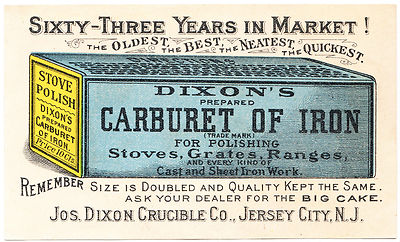 SIXTY-THREE YEARS IN MARKET!
THE OLDEST, THE BEST, THE NEATEST, THE QUICKEST.
STOVE
POLISH
DIXON'S
PREPARED
CARBURET
OF IRON
Price 10cts.
DIXON'S
PREPARED
CARBURET OF IRON
(TRADE MARK)
FOR POLISHING
Stoves, Grates, Ranges,
AND EVERY KIND OF
Cast and Sheet Iron Work.
REMEMBER SIZE IS DOUBLED AND QUALITY KEPT THE SAME.
ASK YOUR DEALER FOR THE BIG CAKE.
JOS. DIXON CRUCIBLE CO., JERSEY CITY, N.J.